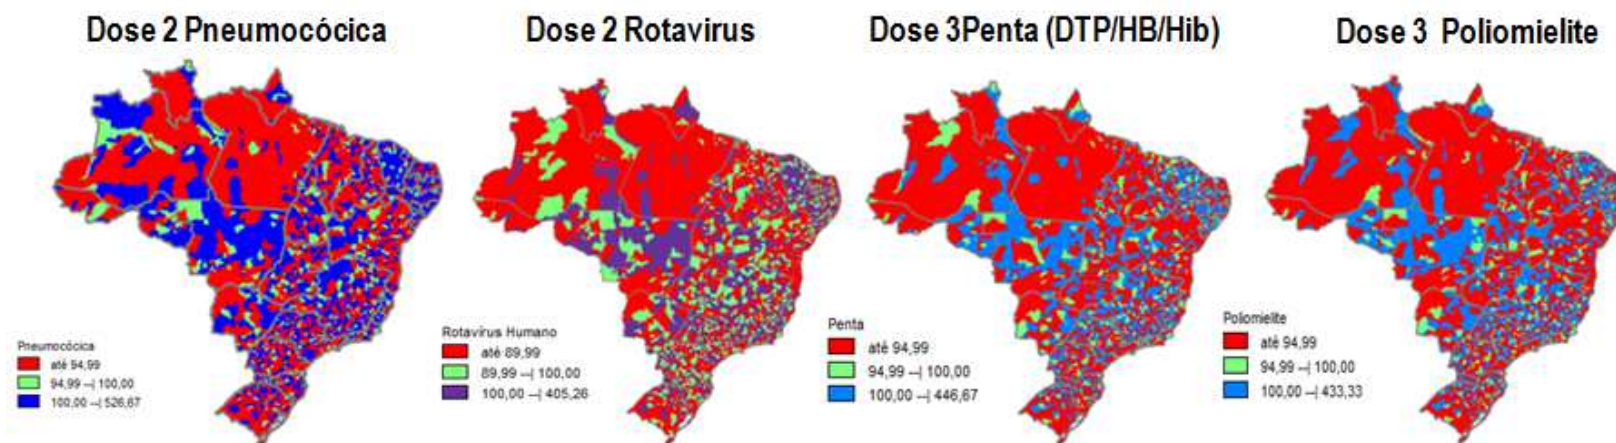 Dose 2 Pneumocócica
Dose 2 Rotavirus
Dose 3Penta (DTP/HB/Hib)
Dose 3 Poliomielite
Pneumocócica
até 94,99
94,99 --| 100,00
100,00 --| 526,67
Rotavírus Humano
até 89,99
89,99 --| 100,00
100,00 --| 405,26
Penta
até 94,99
94,99 --| 100,00
100,00 --| 446,67
Poliomielite
até 94,99
94,99 --| 100,00
100,00 --| 433,33